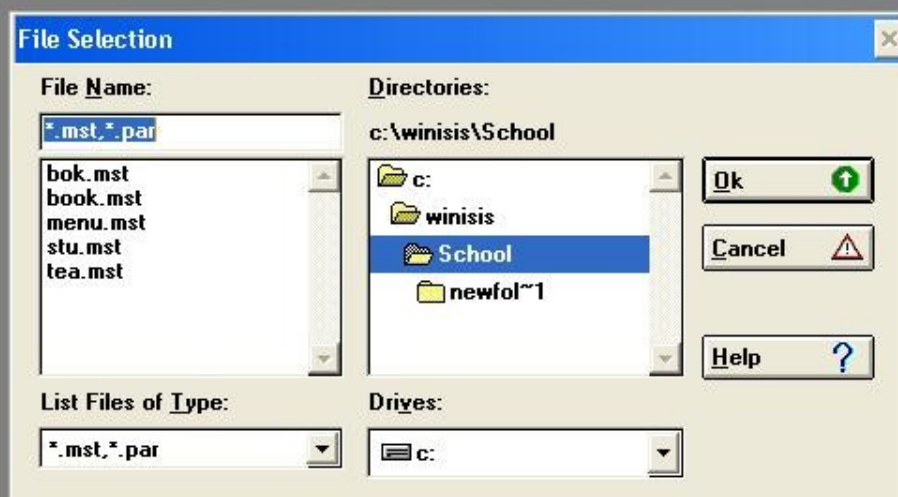 File Selection
File Name:
*.mst,*.par
bok.mst
book.mst
menu.mst
stu.mst
tea.mst
List Files of Type:
*.mst,*.par
Directories:
c:\winisis\School
c:
winisis
School
newfol~1
Drives:
c:
Ok
Cancel
Help